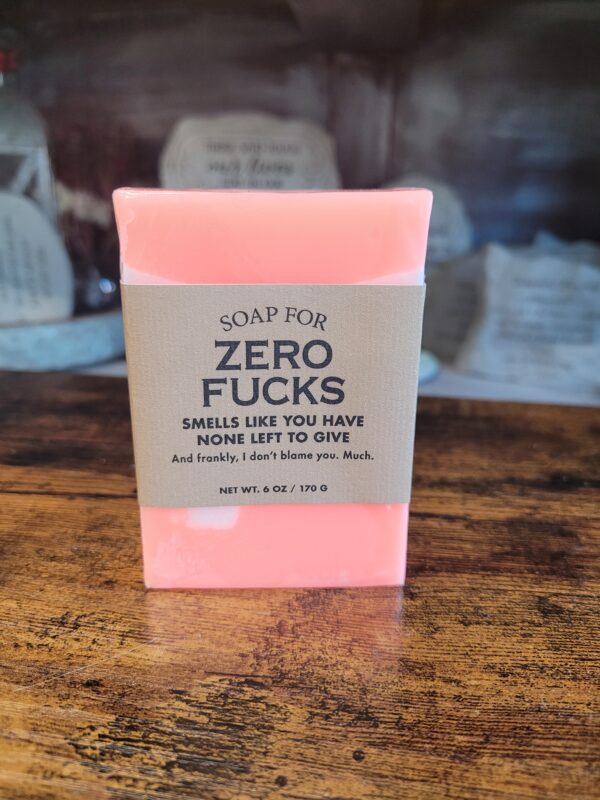 SOAP FOR
ZERO
FUCKS
SMELLS LIKE YOU HAVE
NONE LEFT TO GIVE
And frankly, I don't blame you. Much.
NET WT. 6 OZ / 170 G